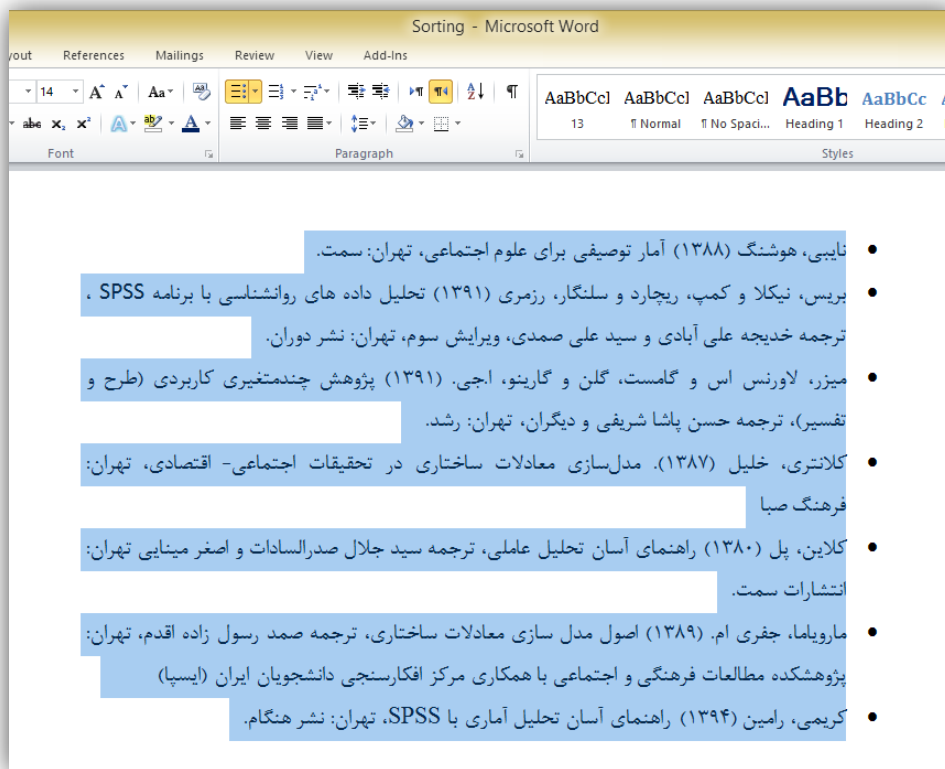 Sorting - Microsoft Word
yout References Mailings Review View Add-Ins
14 Aa
AaBbCcI AaBbCcI AaBbCcI AaBb AaBbCc
13 ¶ Normal ¶ No Spaci... Heading 1 Heading 2
Font Paragraph Styles
• نایبی، هوشنگ (۱۳۸۸) آمار توصیفی برای علوم اجتماعی، تهران: سمت.
• بریس، نیکلا و کمپ، ریچارد و سلنگار، رزمری (۱۳۹۱) تحلیل داده های روانشناسی با برنامه SPSS ،
ترجمه خدیجه علی آبادی و سید علی صمدی، ویرایش سوم، تهران: نشر دوران.
• میزر، لاورنس اس و گامست، گلن و گارینو، ا.جی. (۱۳۹۱) پژوهش چندمتغیری کاربردی (طرح و
تفسیر)، ترجمه حسن پاشا شریفی و دیگران، تهران: رشد.
• کلانتری، خلیل (۱۳۸۷). مدل‌سازی معادلات ساختاری در تحقیقات اجتماعی- اقتصادی، تهران:
فرهنگ صبا
• کلاین، پل (۱۳۸۰) راهنمای آسان تحلیل عاملی، ترجمه سید جلال صدرالسادات و اصغر مینایی تهران:
انتشارات سمت.
• مارویاما، جفری ام. (۱۳۸۹) اصول مدل سازی معادلات ساختاری، ترجمه صمد رسول زاده اقدم، تهران:
پژوهشکده مطالعات فرهنگی و اجتماعی با همکاری مرکز افکارسنجی دانشجویان ایران (ایسپا)
• کریمی، رامین (۱۳۹۴) راهنمای آسان تحلیل آماری با SPSS، تهران: نشر هنگام.